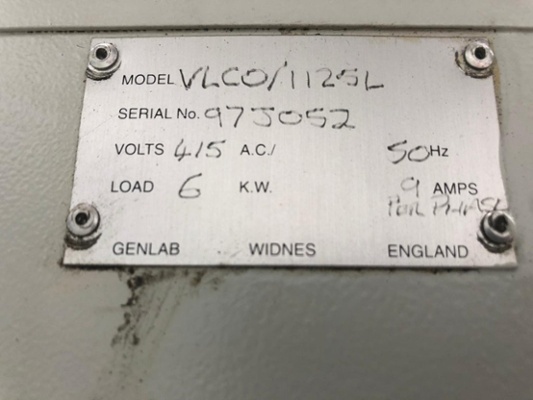 MODEL VLCO/1125L
SERIAL No. 97J052
VOLTS 415 A.C./ 50Hz
LOAD 6 K.W. 9 AMPS
PER PHASE
GENLAB WIDNES ENGLAND